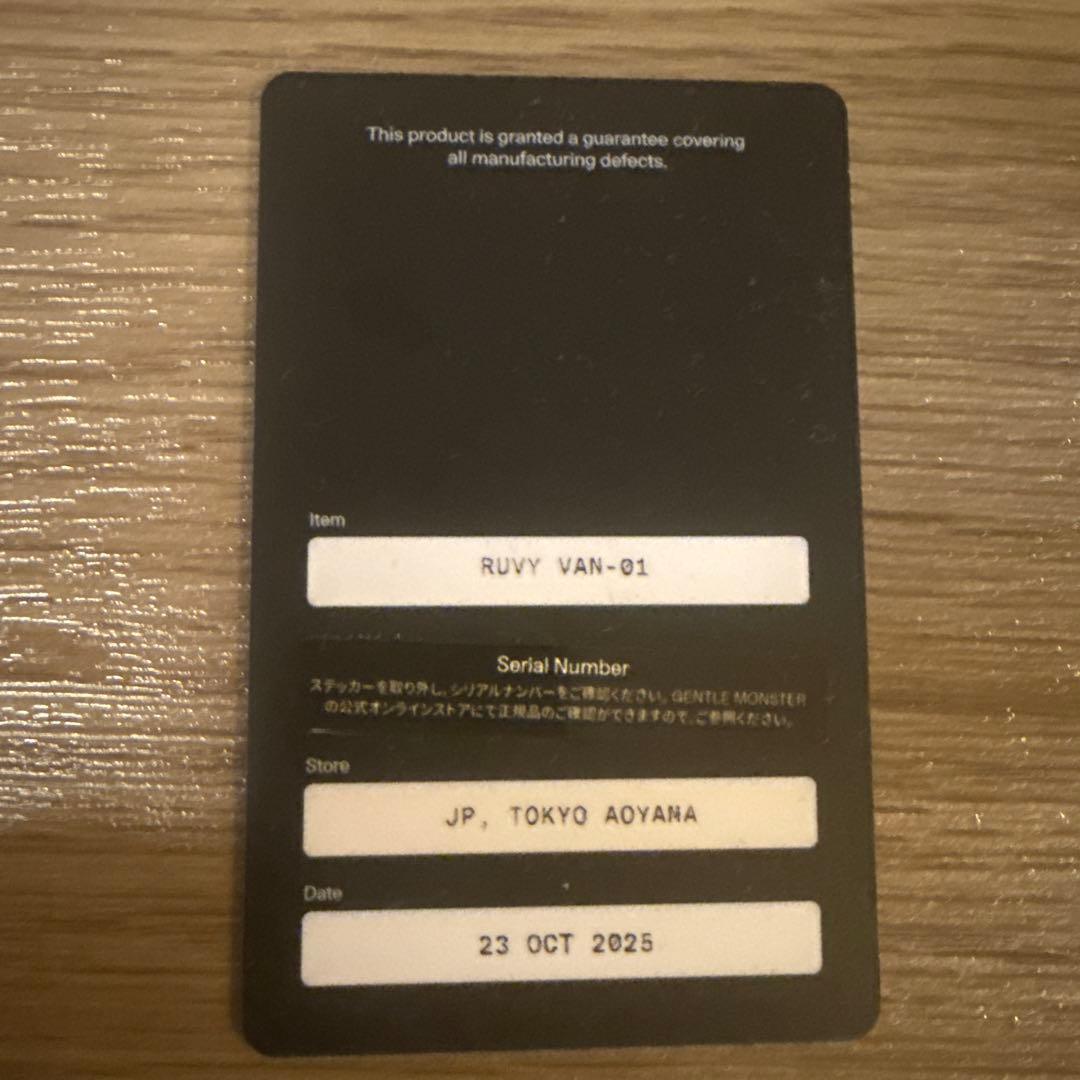 This product is granted a guarantee covering
all manufacturing defects.
Item
RUVY VAN-01
Serial Number
ステッカーを取り外し、シリアルナンバーをご確認ください。GENTLE MONSTER
の公式オンラインストアにて正規品のご確認ができますので、ご参照ください。
Store
JP, TOKYO AOYAMA
Date
23 OCT 2025